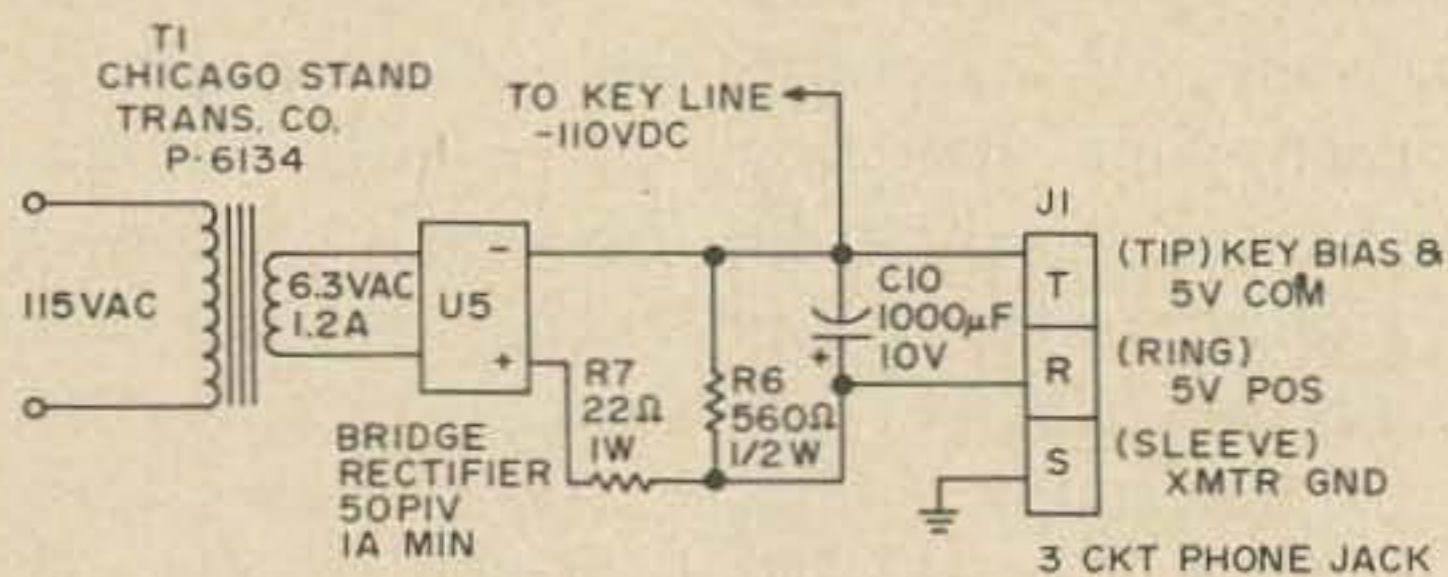 T1
CHICAGO STAND
TRANS. CO.
P-6134
TO KEY LINE
-110VDC
J1
115VAC
6.3VAC
1.2A
-
U5
+
C10
1000µF
10V
+
T
(TIP) KEY BIAS &
5V COM
R7
22Ω
1W
R6
560Ω
1/2W
R
(RING)
5V POS
BRIDGE
RECTIFIER
50PIV
1A MIN
S
(SLEEVE)
XMTR GND
3 CKT PHONE JACK